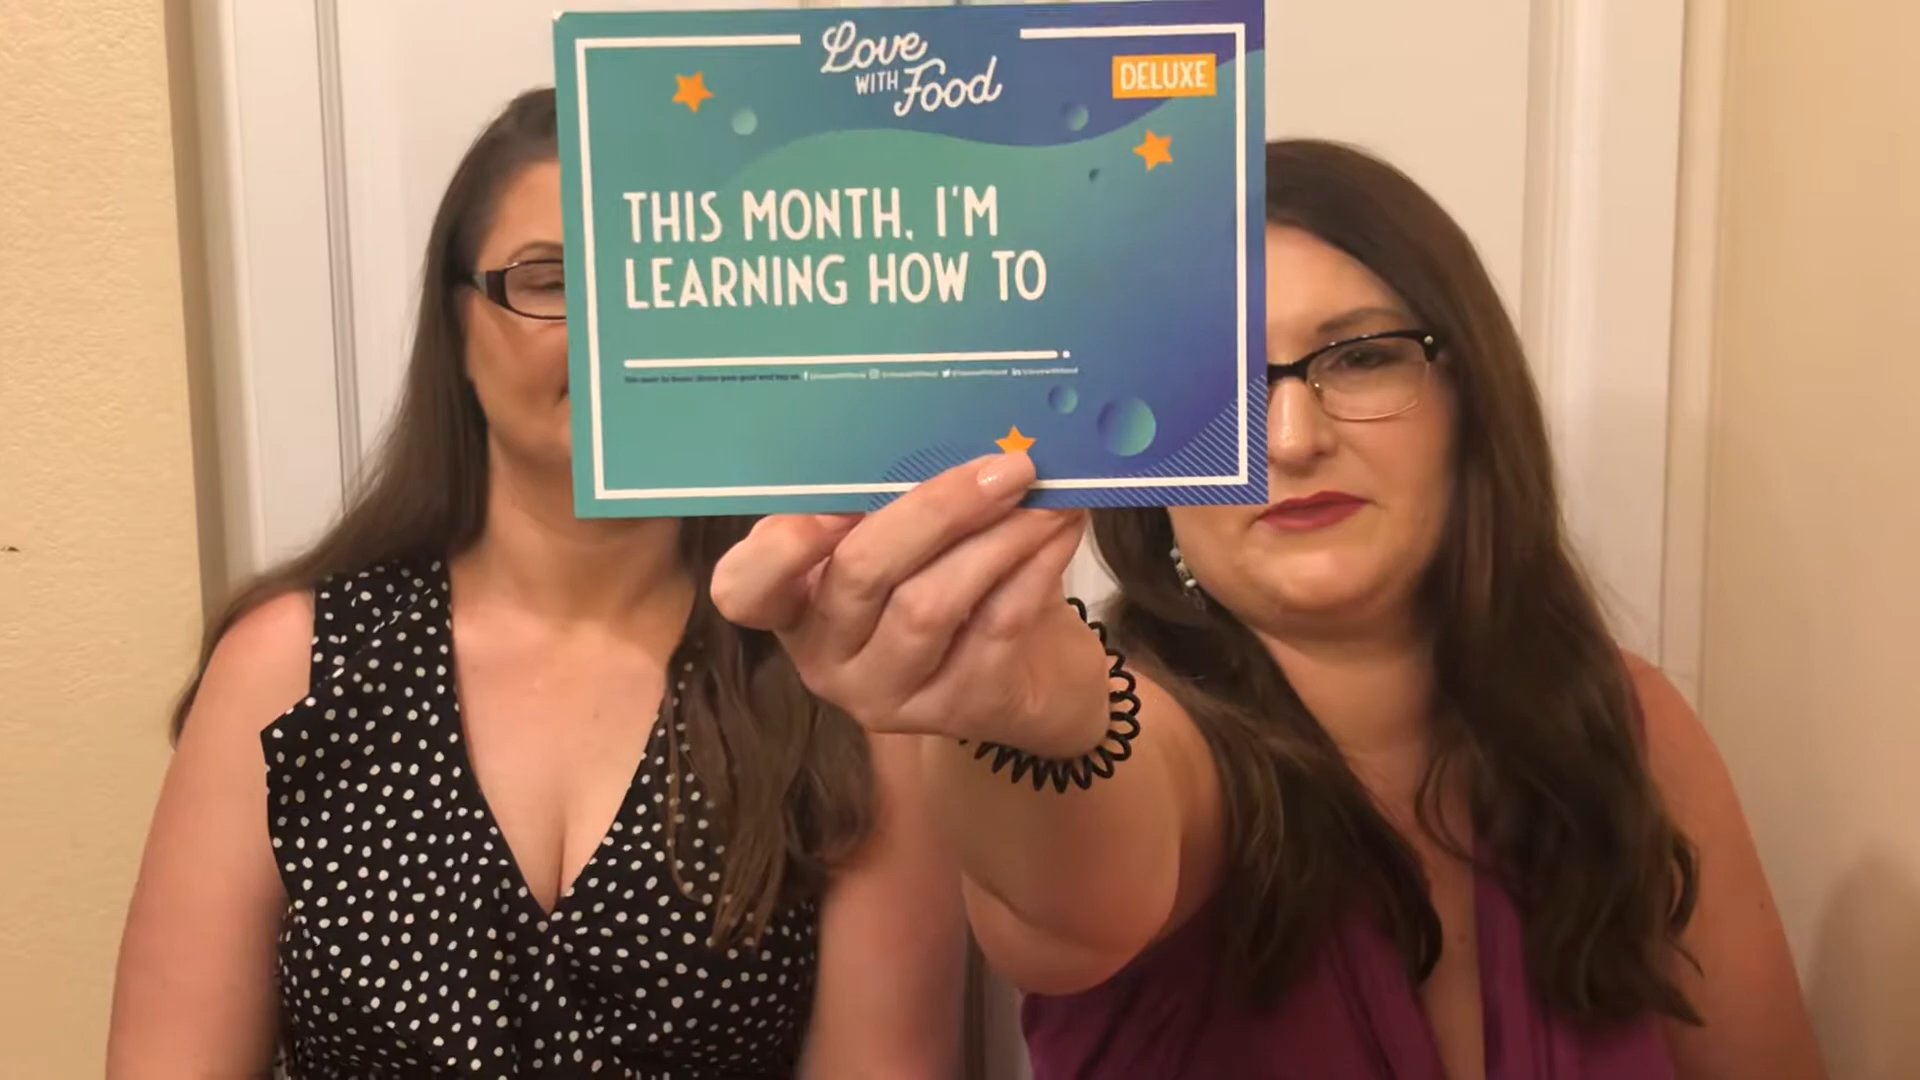 Love
WITH Food
DELUXE
THIS MONTH, I'M
LEARNING HOW TO